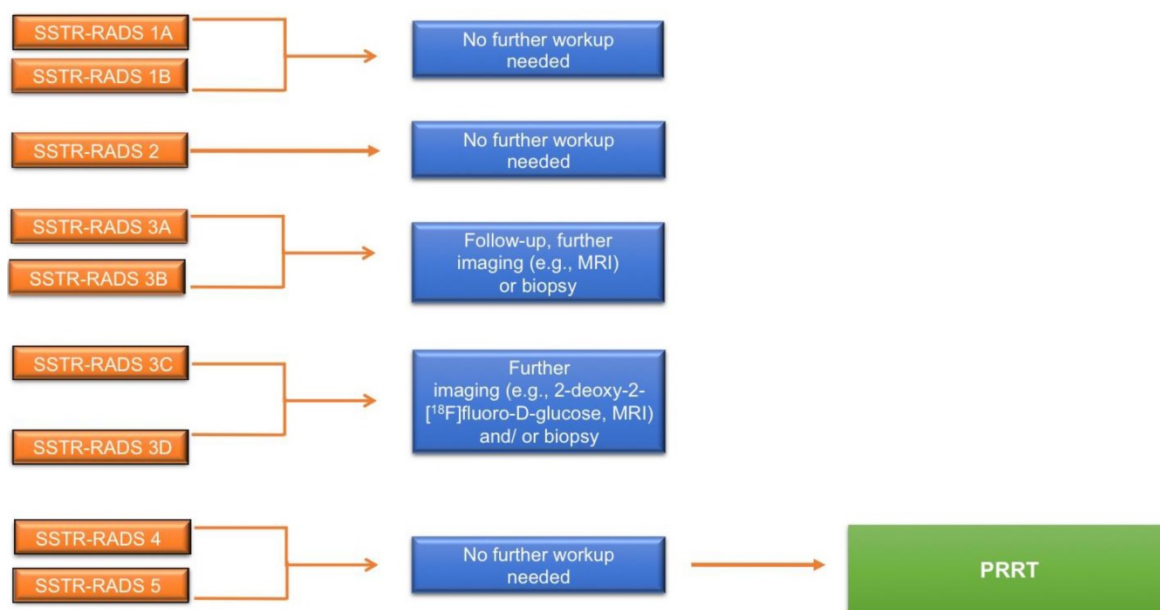 SSTR-RADS 1A
SSTR-RADS 1B
No further workup
needed
SSTR-RADS 2
No further workup
needed
SSTR-RADS 3A
SSTR-RADS 3B
Follow-up, further
imaging (e.g., MRI)
or biopsy
SSTR-RADS 3C
SSTR-RADS 3D
Further
imaging (e.g., 2-deoxy-2-
[¹⁸F]fluoro-D-glucose, MRI)
and/ or biopsy
SSTR-RADS 4
SSTR-RADS 5
No further workup
needed
PRRT